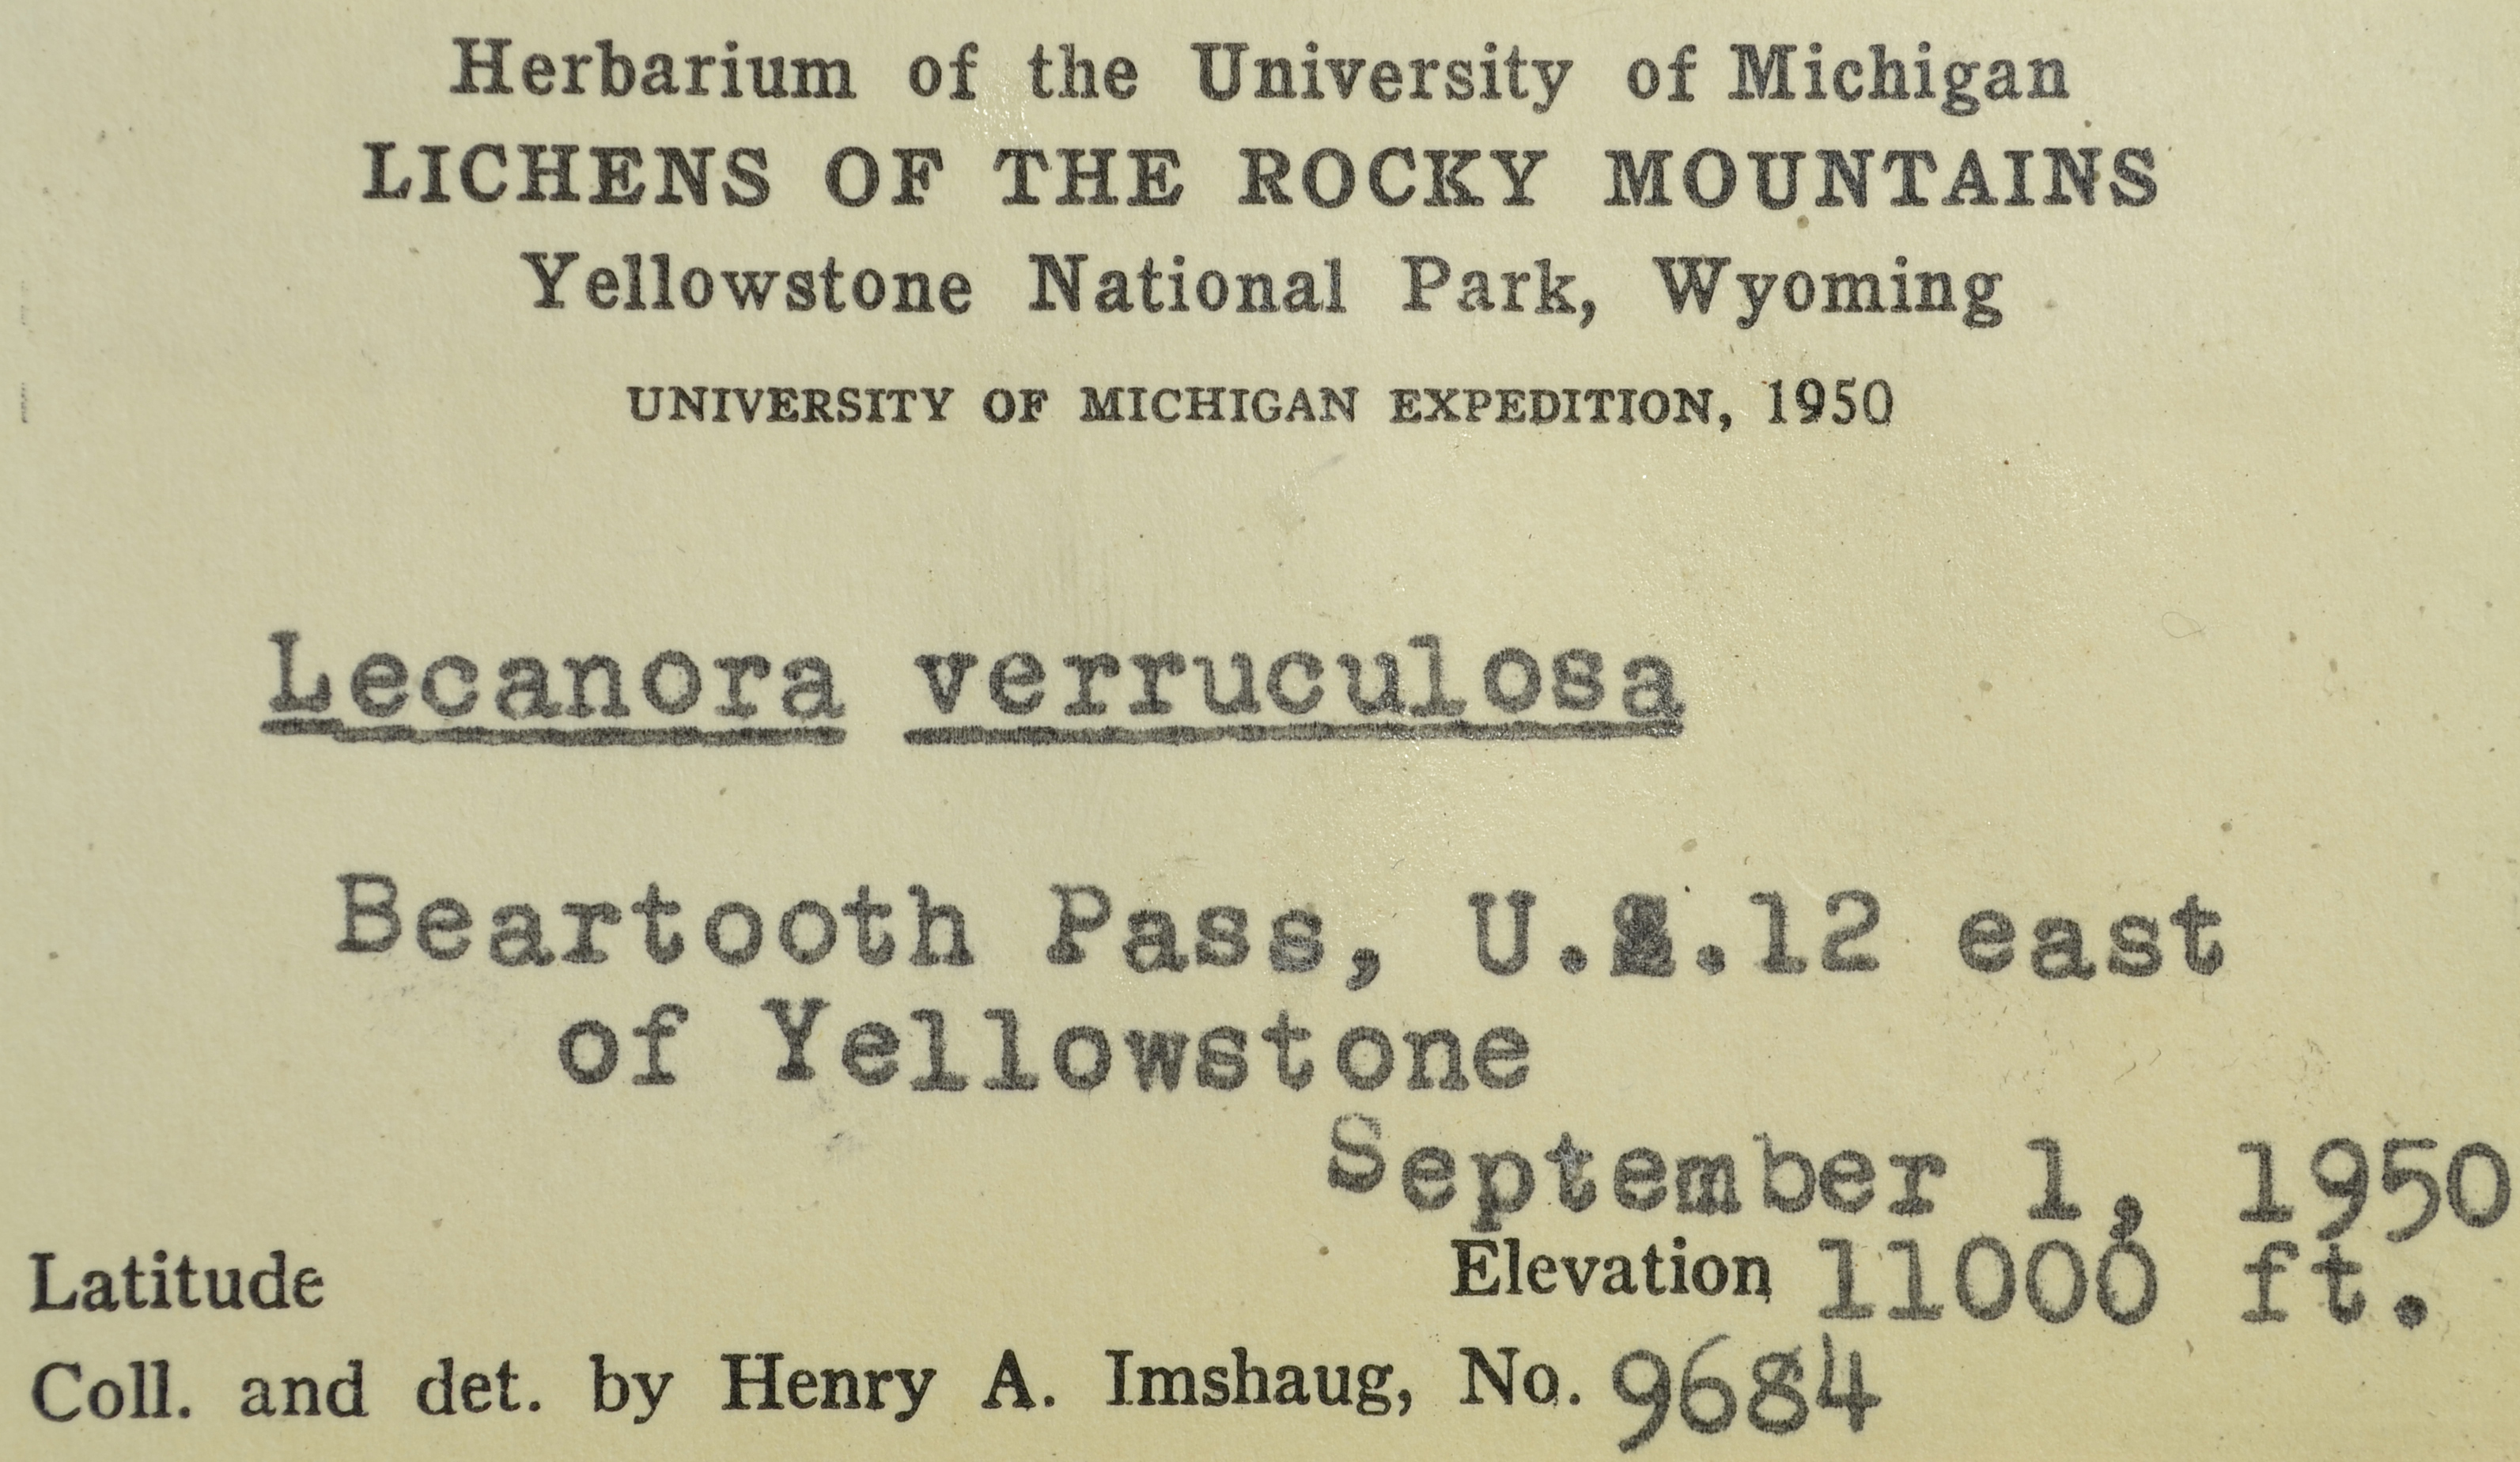 Herbarium of the University of Michigan
LICHENS OF THE ROCKY MOUNTAINS
Yellowstone National Park, Wyoming
UNIVERSITY OF MICHIGAN EXPEDITION, 1950
Lecanora verruculosa
Beartooth Pass, U.S.12 east
of Yellowstone
September 1, 1950
Latitude Elevation 11000 ft.
Coll. and det. by Henry A. Imshaug, No. 9684